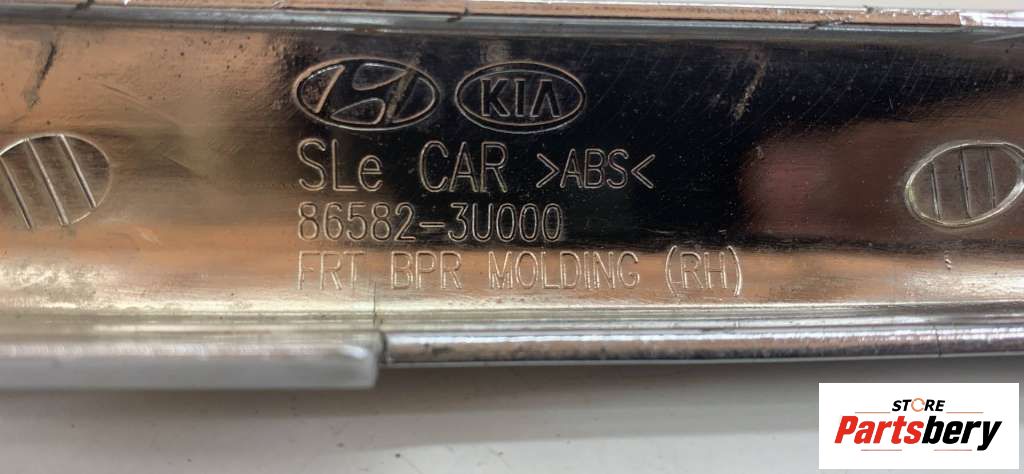 KIA
SLe CAR >ABS<
86582-3U000
FRT BPR MOLDING (RH)
STORE
Partsbery